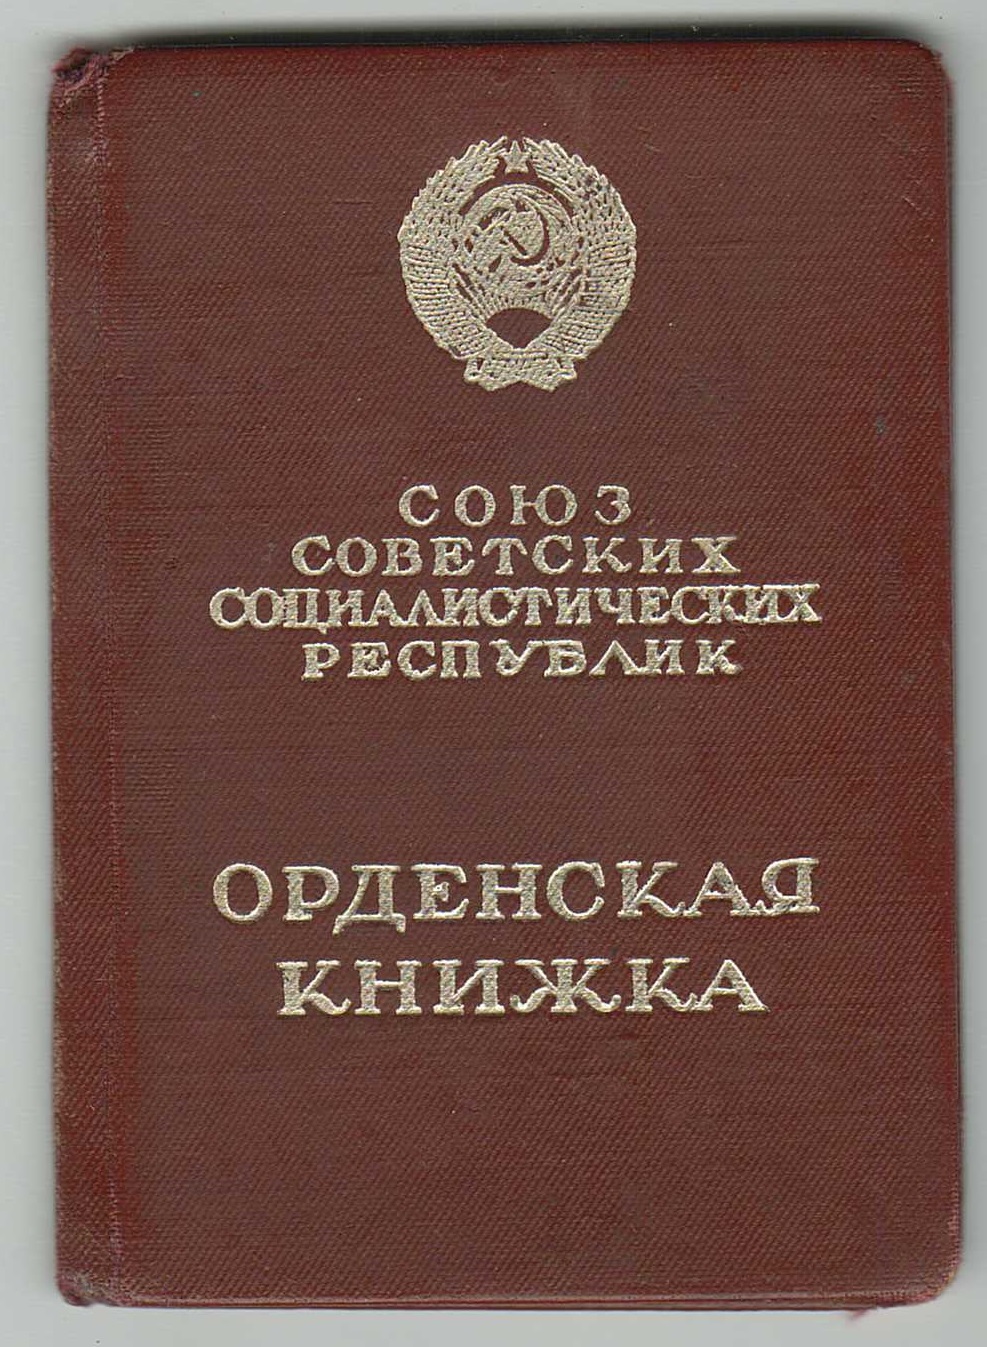 СОЮЗ
СОВЕТСКИХ
СОЦИАЛИСТИЧЕСКИХ
РЕСПУБЛИК
ОРДЕНСКАЯ
КНИЖКА